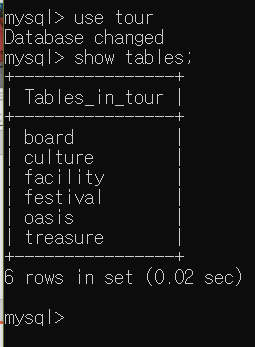 mysql> use tour
Database changed
mysql> show tables;
+----------------+
| Tables_in_tour |
+----------------+
| board          |
| culture        |
| facility       |
| festival       |
| oasis          |
| treasure       |
+----------------+
6 rows in set (0.02 sec)
mysql>